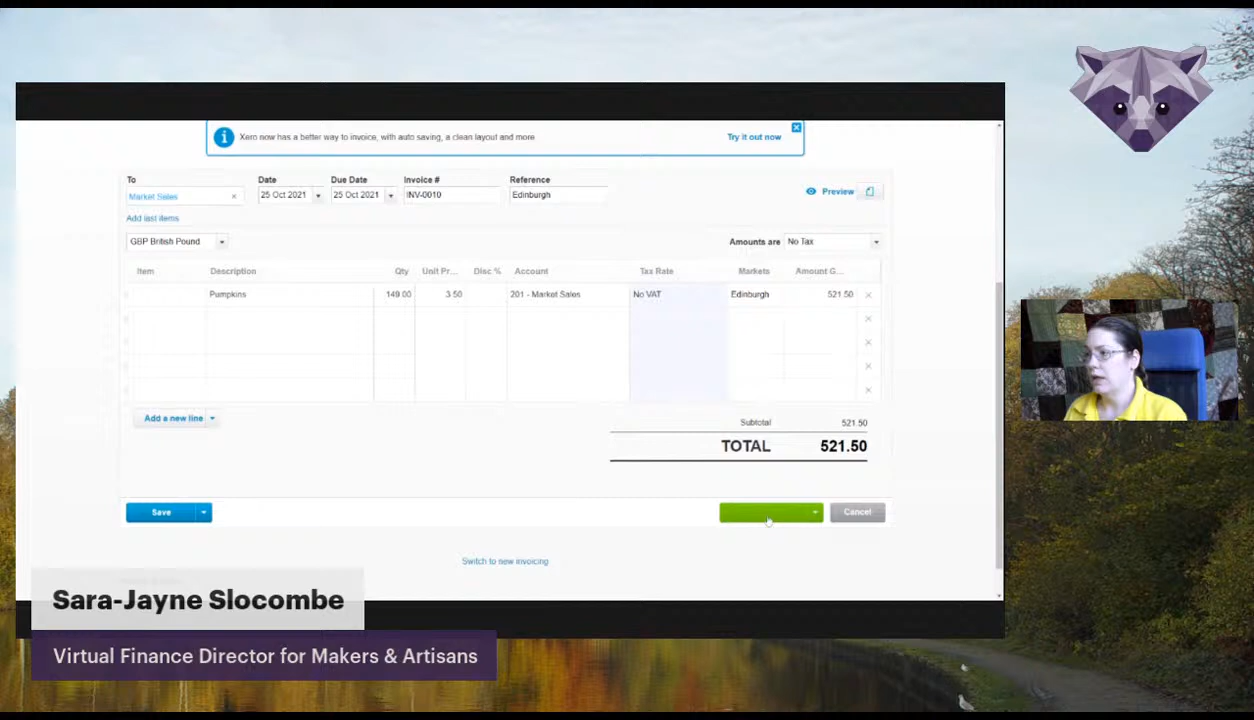 Xero now has a better way to invoice, with auto saving, a clean layout and more Try it out now
To Date Due Date Invoice # Reference
Market Sales 25 Oct 2021 25 Oct 2021 INV-0010 Edinburgh Preview
Add last items
GBP British Pound Amounts are No Tax
Item Description Qty Unit Pr... Disc % Account Tax Rate Markets Amount G...
Pumpkins 149.00 3.50 201 - Market Sales No VAT Edinburgh 521.50
Add a new line
Subtotal 521.50
TOTAL 521.50
Save Cancel
Switch to new invoicing
Sara-Jayne Slocombe
Virtual Finance Director for Makers & Artisans